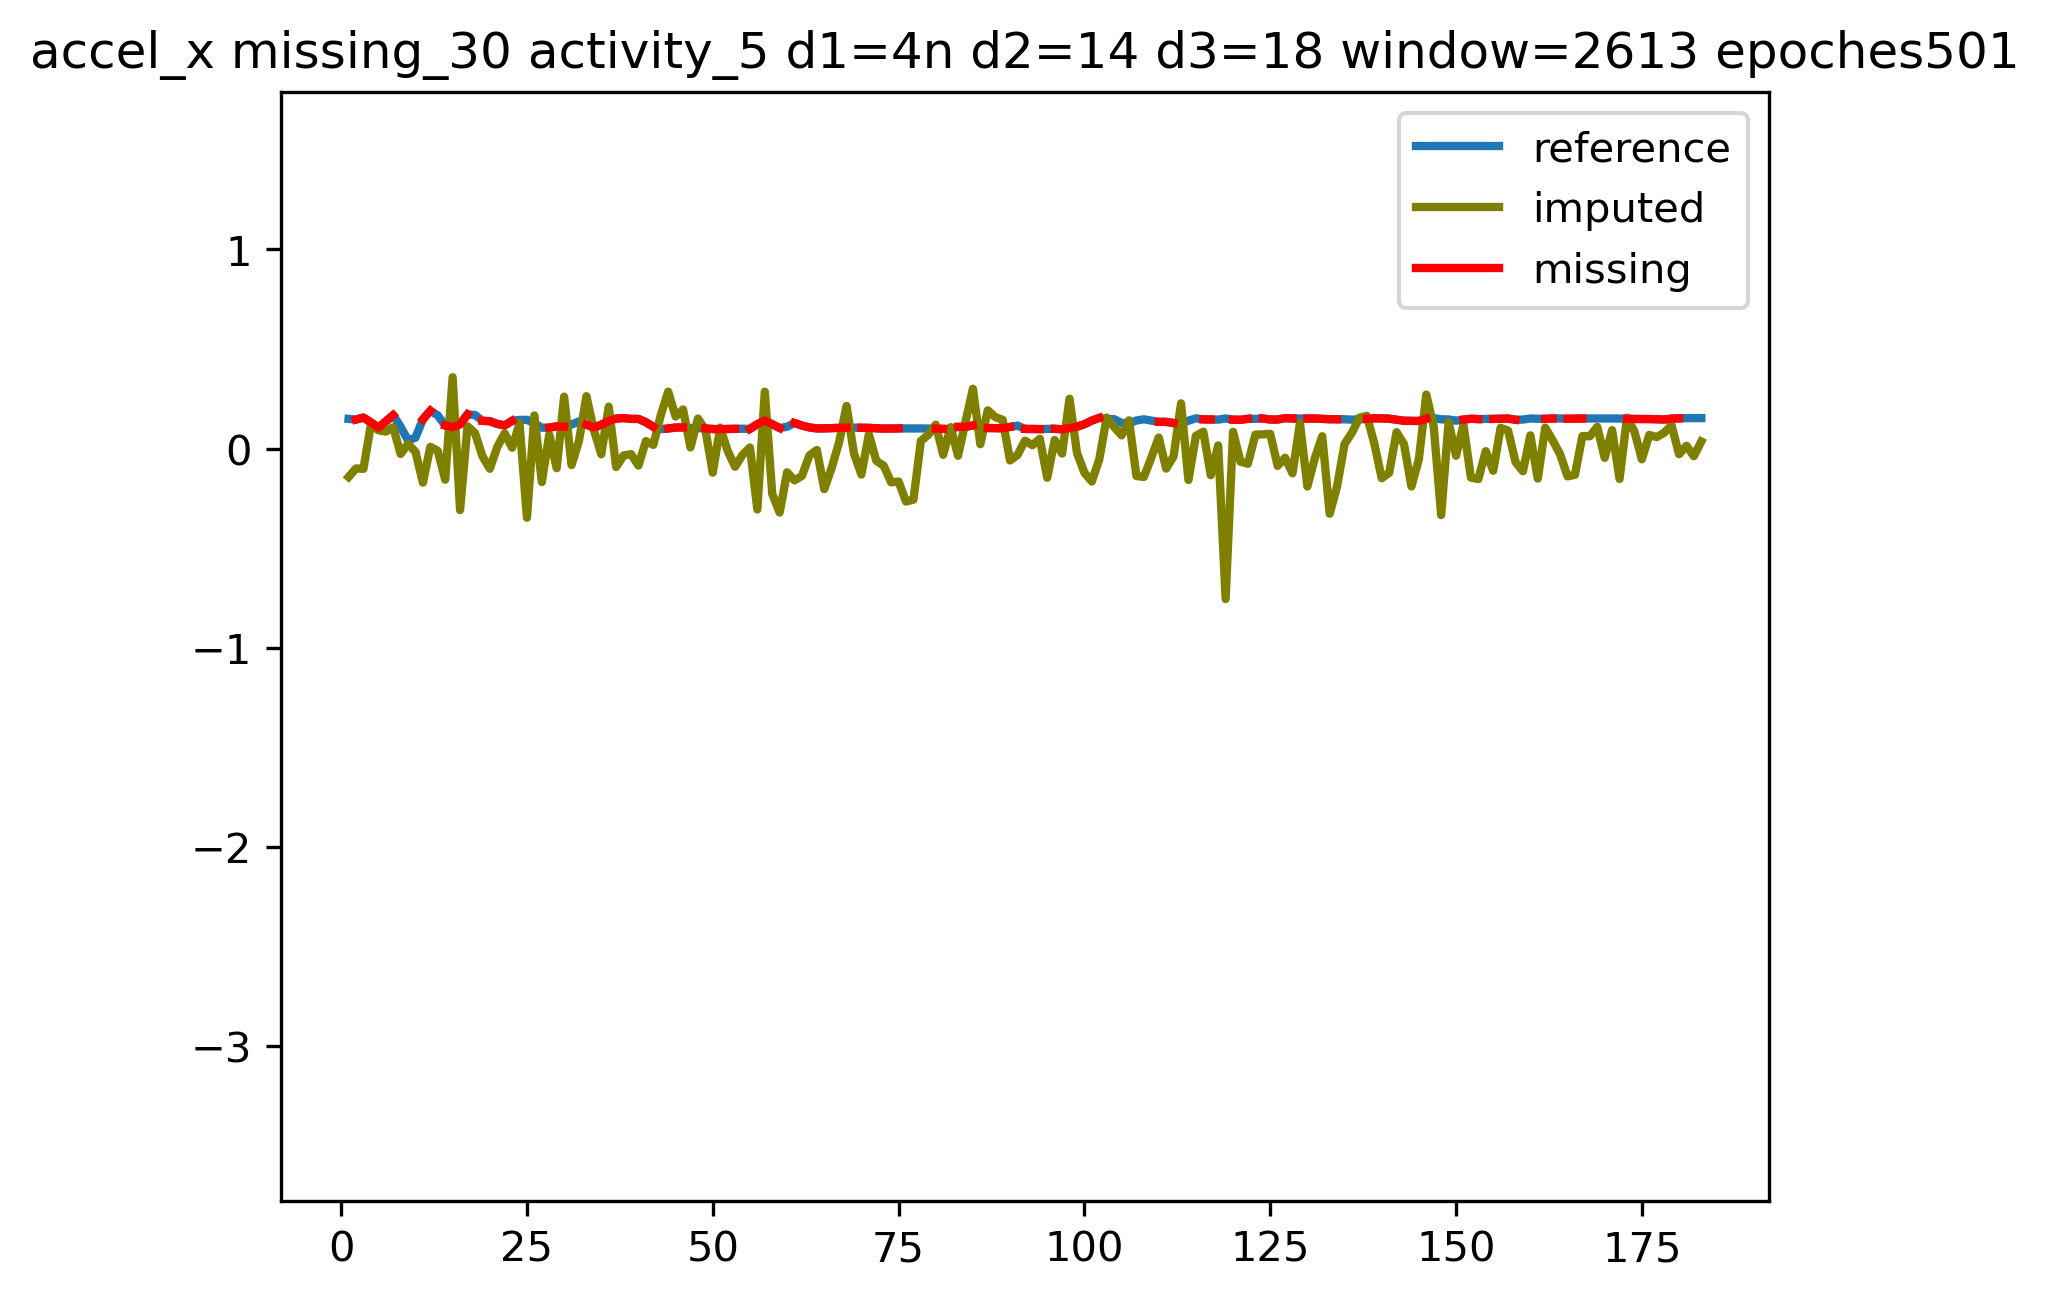 accel_x missing_30 activity_5 d1=4n d2=14 d3=18 window=2613 epoches501
reference
imputed
missing
1
0
−1
−2
−3
0 25 50 75 100 125 150 175